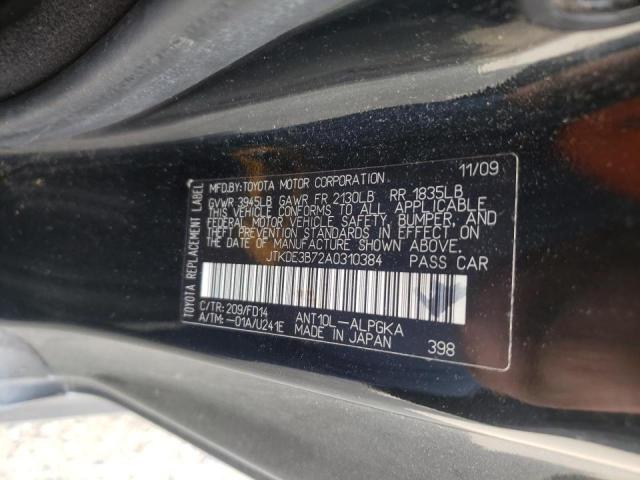 TOYOTA REPLACEMENT LABEL
MFD.BY:TOYOTA MOTOR CORPORATION 11/09
GVWR 3945LB GAWR FR 2130LB RR 1835LB
THIS VEHICLE CONFORMS TO ALL APPLICABLE
FEDERAL MOTOR VEHICLE SAFETY, BUMPER, AND
THEFT PREVENTION STANDARDS IN EFFECT ON
THE DATE OF MANUFACTURE SHOWN ABOVE.
JTKDE3B72A0310384 PASS CAR
C/TR: 209/FD14 ANT10L-ALPGKA
A/TM:-01A/U241E MADE IN JAPAN 398